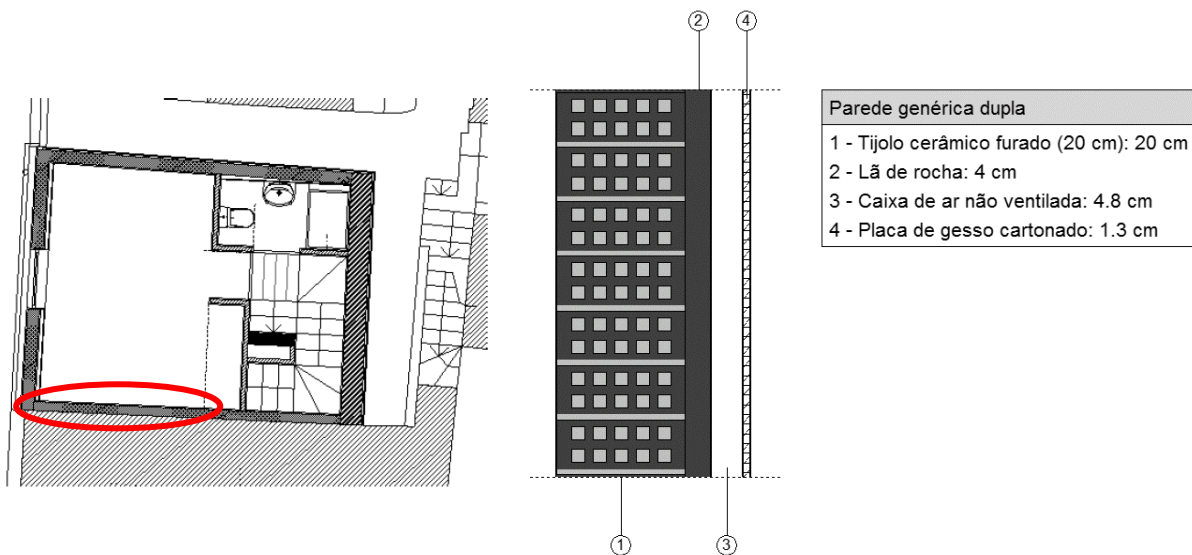 2
4
Parede genérica dupla
1 - Tijolo cerâmico furado (20 cm): 20 cm
2 - Lã de rocha: 4 cm
3 - Caixa de ar não ventilada: 4.8 cm
4 - Placa de gesso cartonado: 1.3 cm
1
3